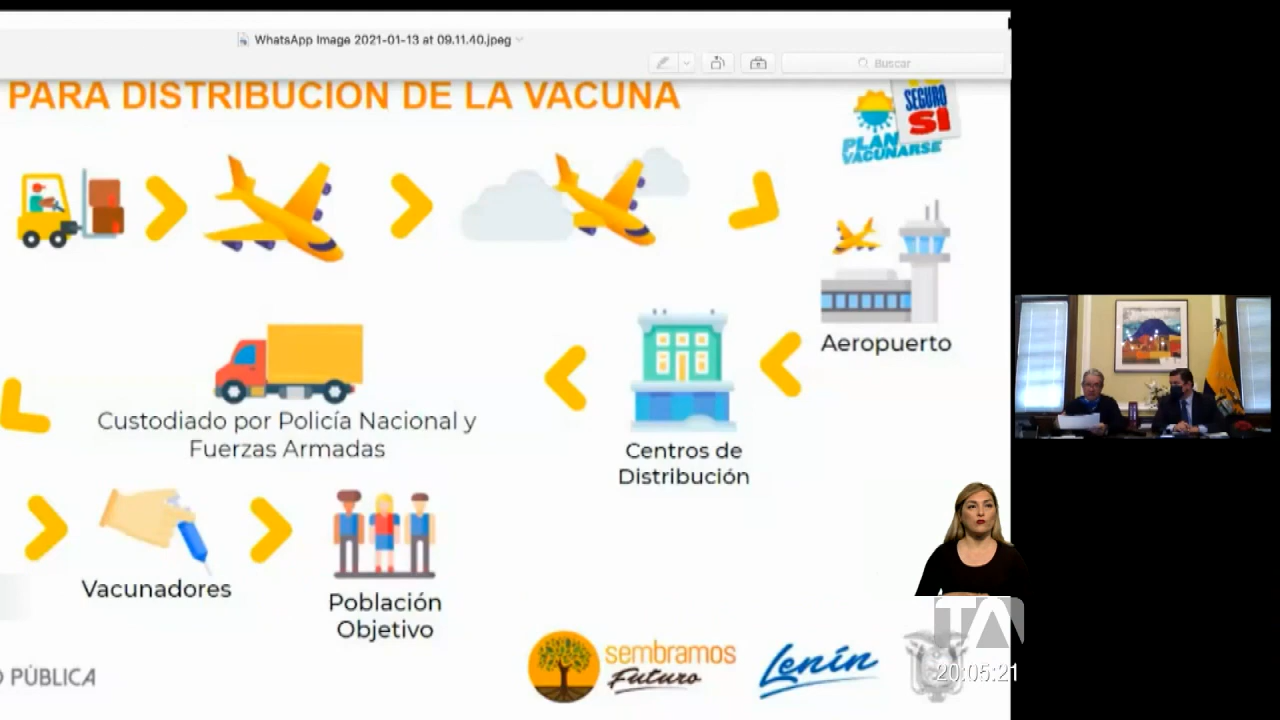 WhatsApp Image 2021-01-13 at 09.11.40.jpeg
Buscar
PARA DISTRIBUCION DE LA VACUNA
SEGURO
SI
PLAN
VACUNARSE
Aeropuerto
Custodiado por Policía Nacional y
Fuerzas Armadas
Centros de
Distribución
Vacunadores
Población
Objetivo
PÚBLICA
sembramos
Futuro
Lenín
TA
20:05:21